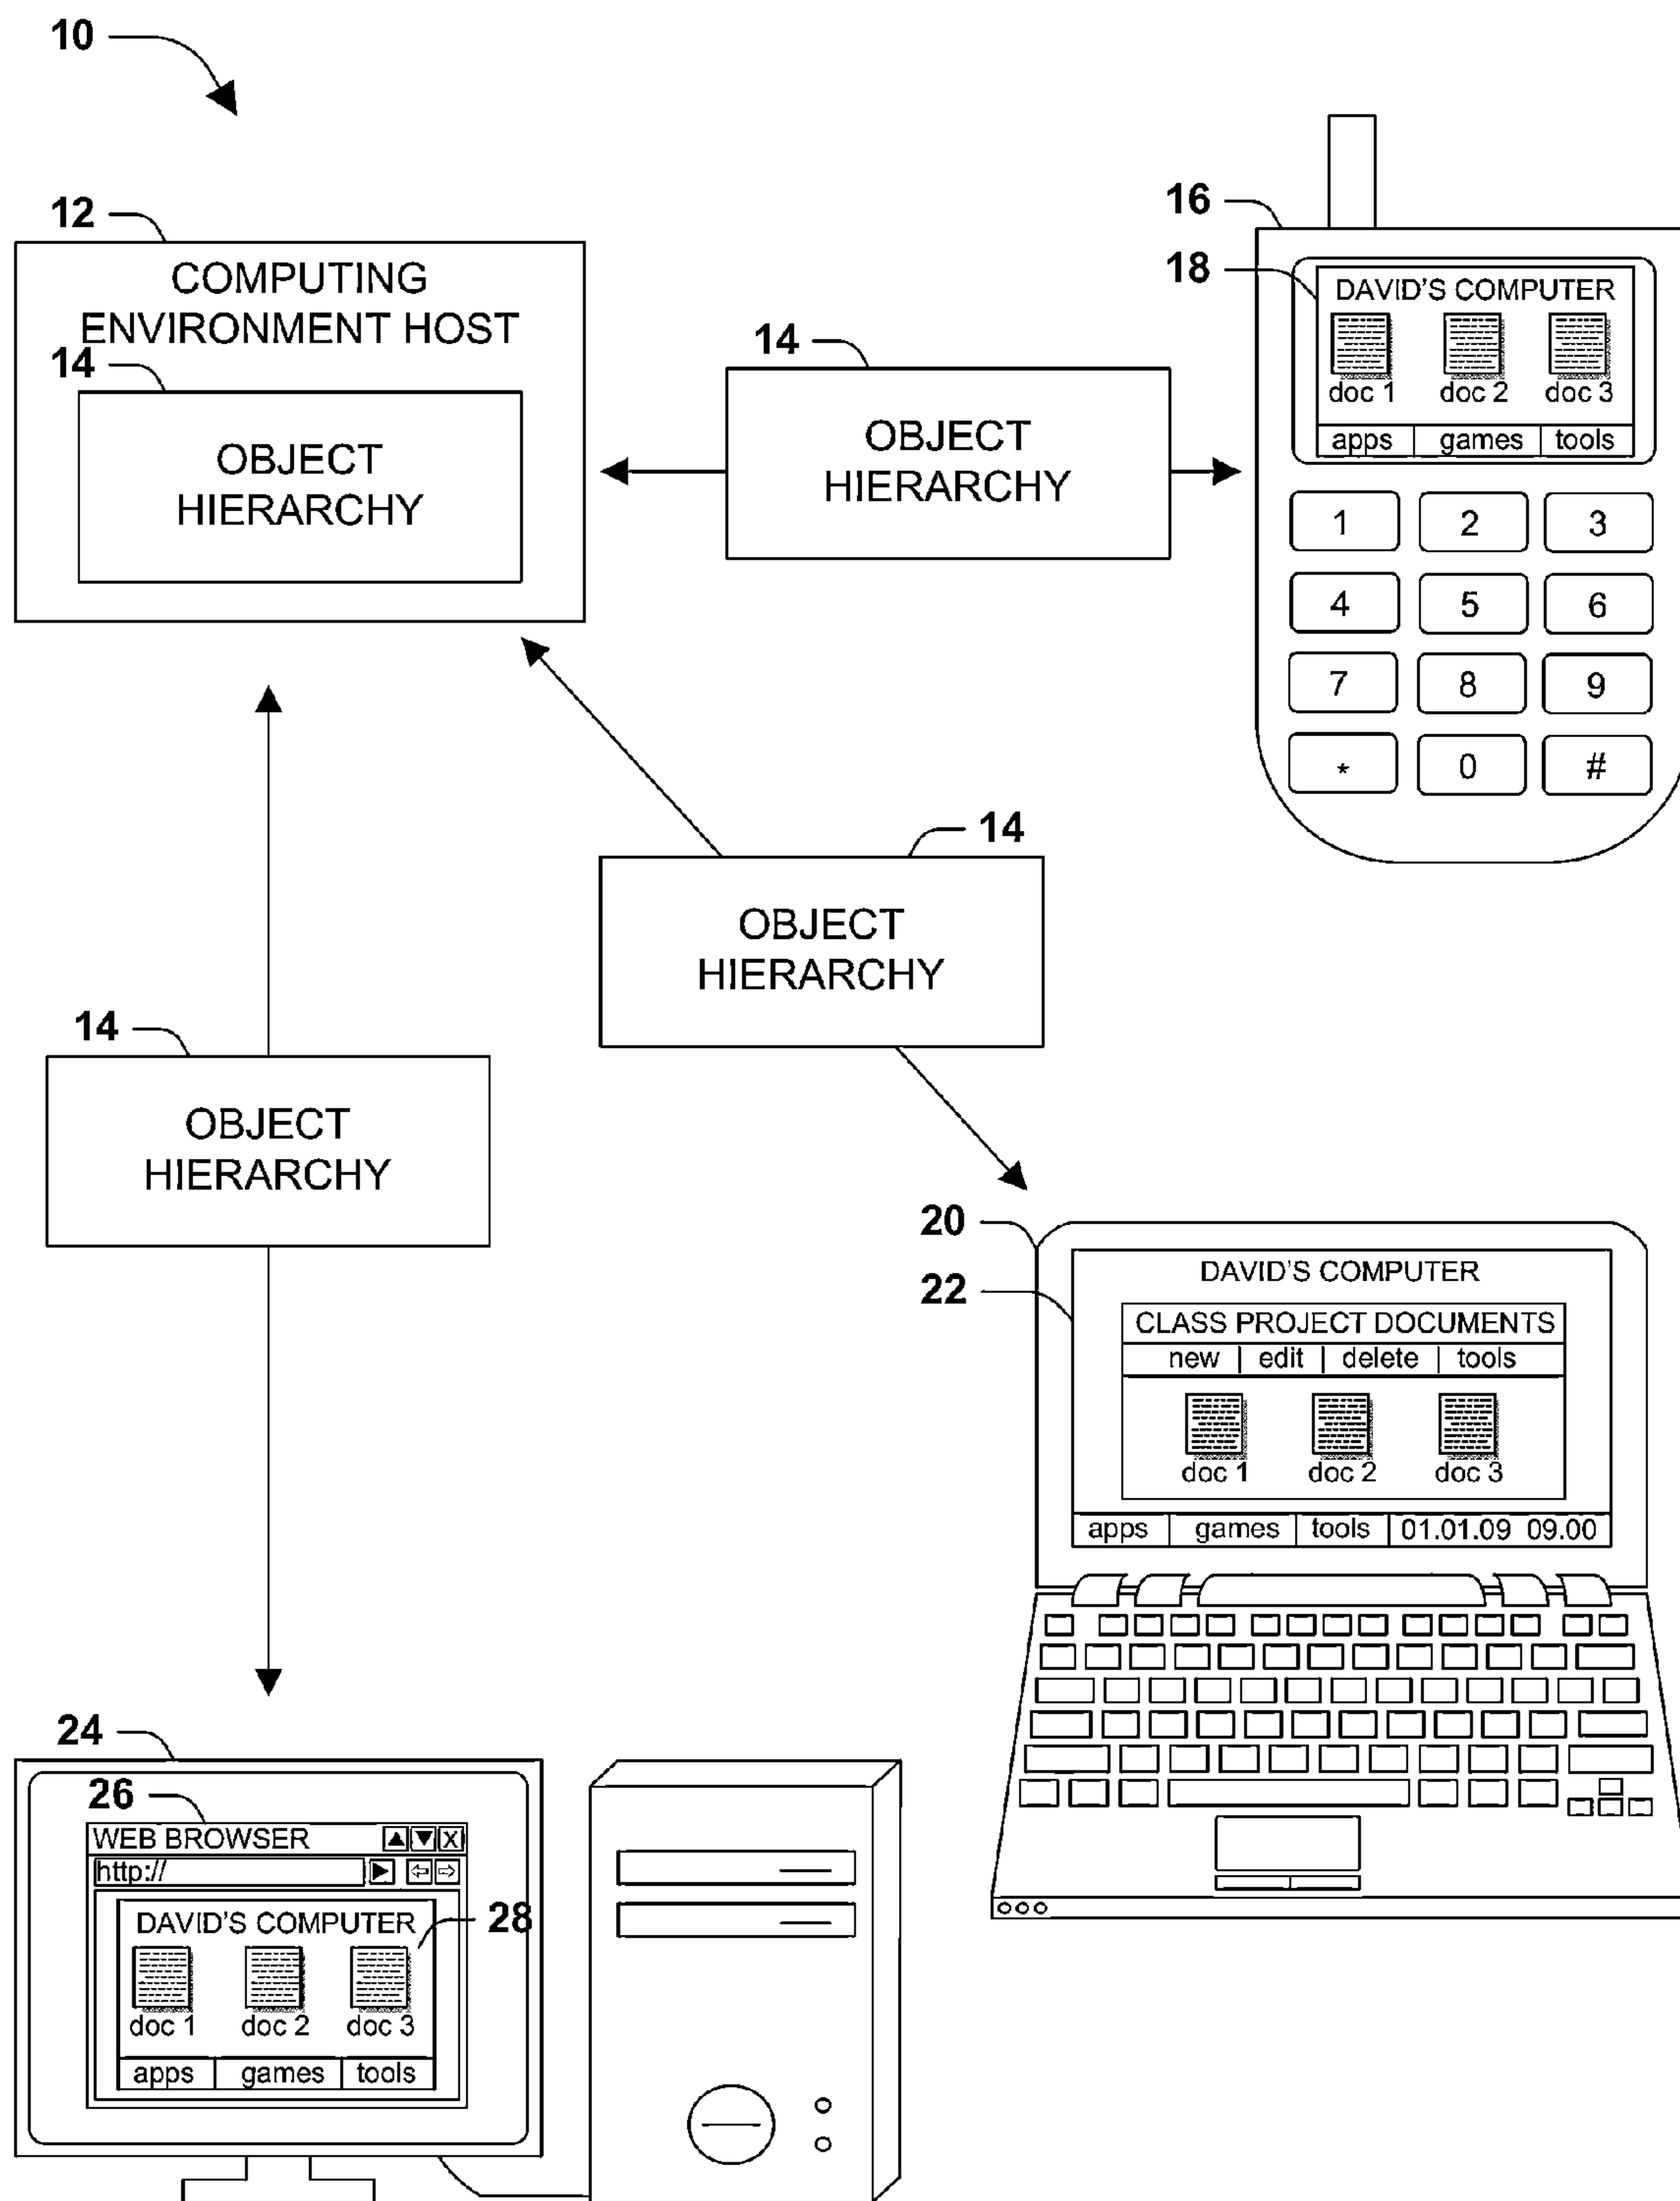 10
12
COMPUTING
ENVIRONMENT HOST
14
OBJECT
HIERARCHY
14
OBJECT
HIERARCHY
16
18
DAVID'S COMPUTER
doc 1 doc 2 doc 3
apps games tools
1 2 3
4 5 6
7 8 9
* 0 #
14
OBJECT
HIERARCHY
14
OBJECT
HIERARCHY
20
22
DAVID'S COMPUTER
CLASS PROJECT DOCUMENTS
new edit delete tools
doc 1 doc 2 doc 3
apps games tools 01.01.09 09.00
24
26
WEB BROWSER X
http://
DAVID'S COMPUTER
28
doc 1 doc 2 doc 3
apps games tools